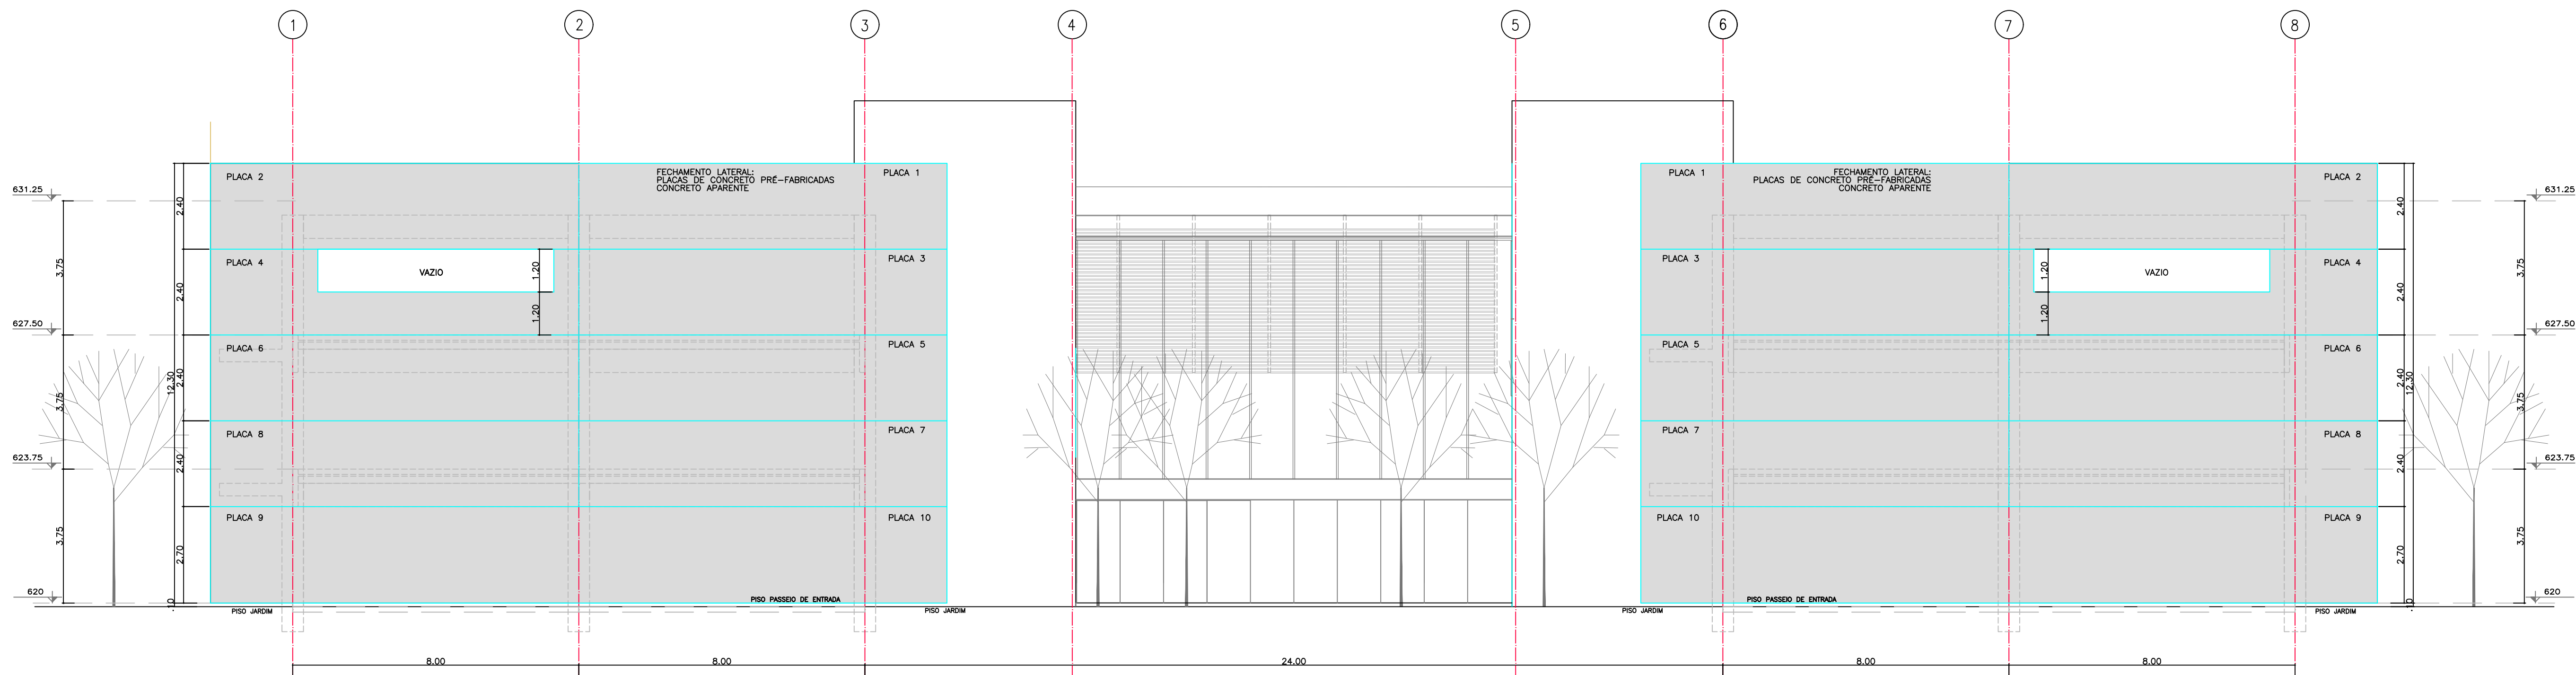 1 2 3 4 5 6 7 8
FECHAMENTO LATERAL:
PLACAS DE CONCRETO PRÉ-FABRICADAS
CONCRETO APARENTE
PLACA 2
PLACA 1
631.25
2.40
PLACA 4
PLACA 3
VAZIO
1.20
3.75
2.40
1.20
627.50
PLACA 6
PLACA 5
2.40
12.30
3.75
PLACA 8
PLACA 7
623.75
2.40
PLACA 9
PLACA 10
3.75
2.70
620
.10
PISO JARDIM
PISO PASSEIO DE ENTRADA
PISO JARDIM
FECHAMENTO LATERAL:
PLACAS DE CONCRETO PRÉ-FABRICADAS
CONCRETO APARENTE
PLACA 1
PLACA 2
631.25
2.40
PLACA 3
PLACA 4
1.20
VAZIO
3.75
2.40
1.20
627.50
PLACA 5
PLACA 6
2.40
12.30
3.75
PLACA 7
PLACA 8
623.75
2.40
PLACA 10
PLACA 9
3.75
2.70
620
.10
PISO JARDIM
PISO PASSEIO DE ENTRADA
PISO JARDIM
8.00 8.00 24.00 8.00 8.00